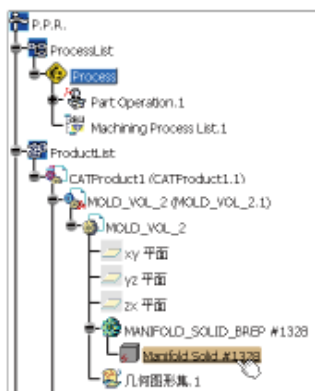 P.P.R.
ProcessList
Process
Part Operation.1
Machining Process List.1
ProductList
CATProduct1 (CATProduct1.1)
MOLD_VOL_2 (MOLD_VOL_2.1)
MOLD_VOL_2
xy 平面
yz 平面
zx 平面
MANIFOLD_SOLID_BREP #1328
Manifold Solid #1328
几何图形集.1